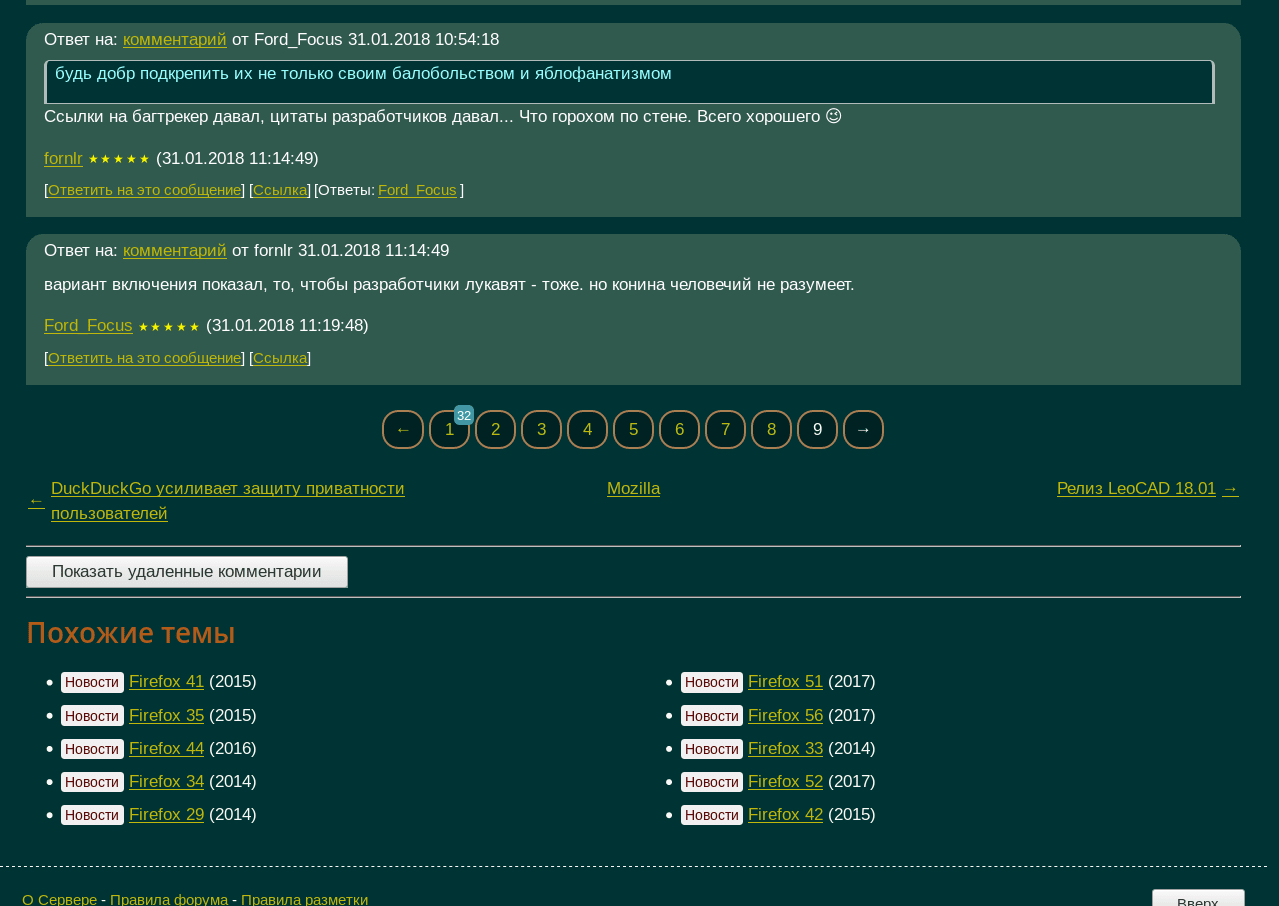 Ответ на: комментарий от Ford_Focus 31.01.2018 10:54:18
будь добр подкрепить их не только своим балобольством и яблофанатизмом
Ссылки на багтрекер давал, цитаты разработчиков давал... Что горохом по стене. Всего хорошего 😉
fornlr ★★★★★ (31.01.2018 11:14:49)
[Ответить на это сообщение] [Ссылка] [Ответы: Ford_Focus ]
Ответ на: комментарий от fornlr 31.01.2018 11:14:49
вариант включения показал, то, чтобы разработчики лукавят - тоже. но конина человечий не разумеет.
Ford_Focus ★★★★★ (31.01.2018 11:19:48)
[Ответить на это сообщение] [Ссылка]
← 1 32 2 3 4 5 6 7 8 9 →
← DuckDuckGo усиливает защиту приватности
пользователей
Mozilla
Релиз LeoCAD 18.01 →
Показать удаленные комментарии
Похожие темы
• Новости Firefox 41 (2015)
• Новости Firefox 35 (2015)
• Новости Firefox 44 (2016)
• Новости Firefox 34 (2014)
• Новости Firefox 29 (2014)
• Новости Firefox 51 (2017)
• Новости Firefox 56 (2017)
• Новости Firefox 33 (2014)
• Новости Firefox 52 (2017)
• Новости Firefox 42 (2015)
О Сервере - Правила форума - Правила разметки
Вверх